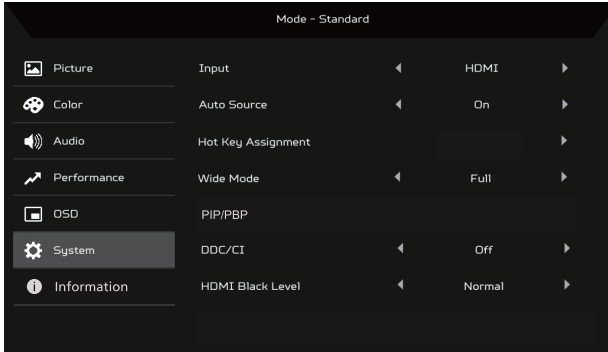 Mode - Standard
Picture
Input HDMI
Color
Auto Source On
Audio
Hot Key Assignment
Performance
Wide Mode Full
OSD
PIP/PBP
System
DDC/CI Off
Information
HDMI Black Level Normal